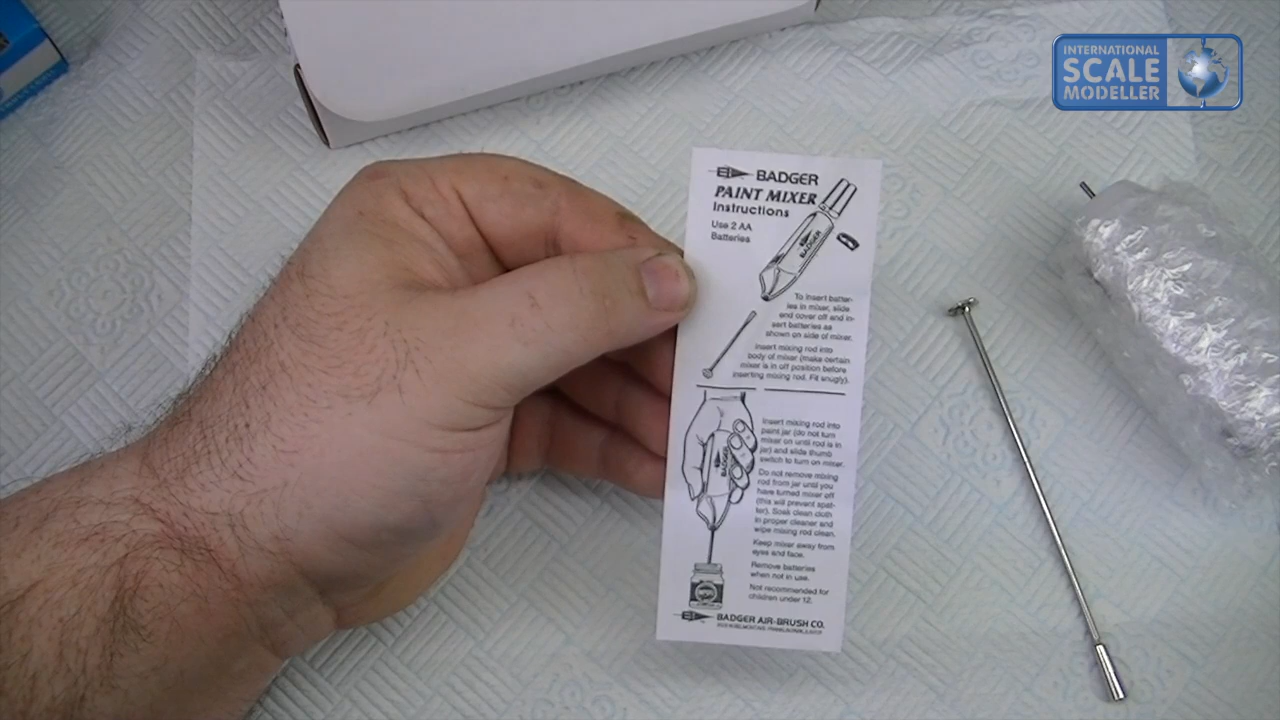 INTERNATIONAL
SCALE
MODELLER
BADGER
PAINT MIXER
Instructions
Use 2 AA
Batteries
BADGER
To insert batter-
ies in mixer, slide
end cover off and in-
sert batteries as
shown on side of mixer.
Insert mixing rod into
body of mixer (make certain
mixer is in off position before
inserting mixing rod. Fit snugly).
Insert mixing rod into
paint jar (do not turn
mixer on until rod is in
jar) and slide thumb
switch to turn on mixer.
BADGER
Do not remove mixing
rod from jar until you
have turned mixer off
(this will prevent spat-
ter). Soak clean cloth
in proper cleaner and
wipe mixing rod clean.
Keep mixer away from
eyes and face.
Remove batteries
when not in use.
Not recommended for
children under 12.
BADGER AIR-BRUSH CO.